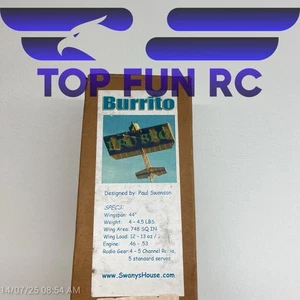 TOP FUN RC
Burrito
Designed by: Paul Swanson
SPECS:
Wingspan: 44"
Weight: 4 - 4.5 LBS.
Wing Area: 748 SQ IN
Wing Load: 12 - 13 oz /
Engine: .46 - .53
Radio Gear: 4 - 5 Channel
5 standard servos
www.SwanysHouse.com
14/07/25 08:54 AM